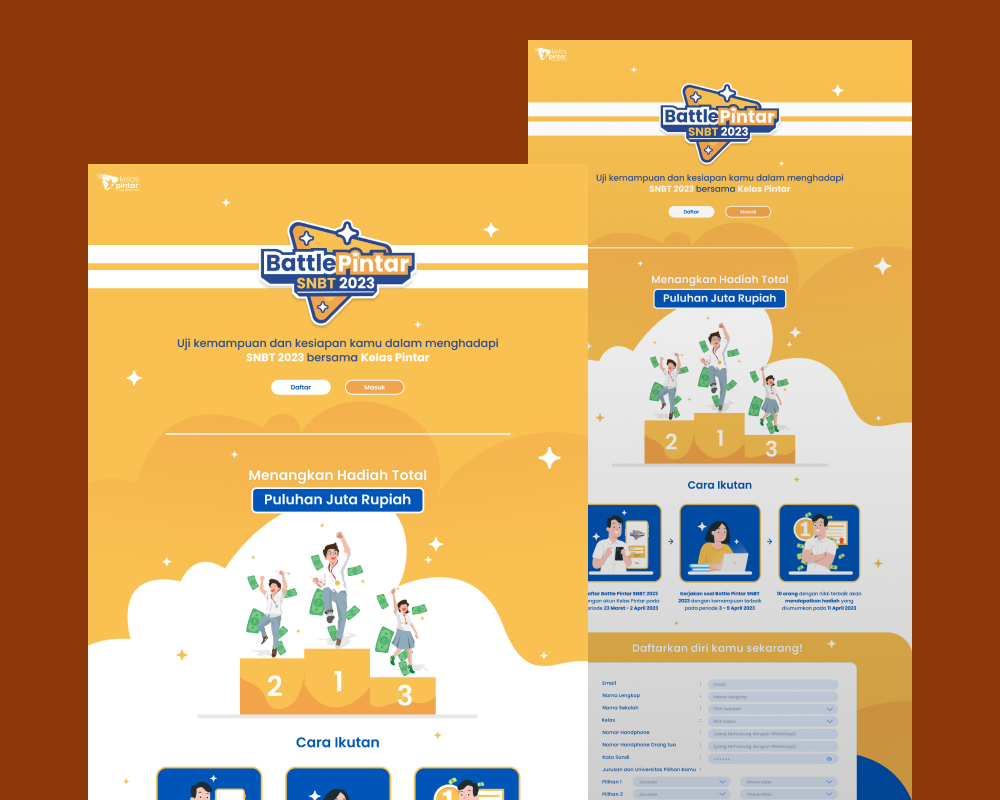 kelas
pintar
Battle Pintar
SNBT 2023
Uji kemampuan dan kesiapan kamu dalam menghadapi
SNBT 2023 bersama Kelas Pintar
Daftar
Masuk
Menangkan Hadiah Total
Puluhan Juta Rupiah
2
1
3
Cara Ikutan
1
kelas
pintar
Battle Pintar
SNBT 2023
Uji kemampuan dan kesiapan kamu dalam menghadapi
SNBT 2023 bersama Kelas Pintar
Daftar
Masuk
Menangkan Hadiah Total
Puluhan Juta Rupiah
2
1
3
Cara Ikutan
1
Battle Pintar SNBT 2023
akun Kelas Pintar pada
23 Maret - 2 April 2023
Kerjakan soal Battle Pintar SNBT
2023 dengan kemampuan terbaik
pada periode 3 - 9 April 2023
10 orang dengan nilai terbaik akan
mendapatkan hadiah yang
diumumkan pada 11 April 2023
Daftarkan diri kamu sekarang!
Email : Email
Nama Lengkap : Nama Lengkap
Nama Sekolah : Pilih Sekolah
Kelas : Pilih Kelas
Nomor Handphone : (yang terhubung dengan WhatsApp)
Nomor Handphone Orang tua : (yang terhubung dengan WhatsApp)
Kata Sandi : ••••••
Jurusan dan Universitas Pilihan Kamu :
Pilihan 1 Jurusan Universitas
Pilihan 2 Jurusan Universitas